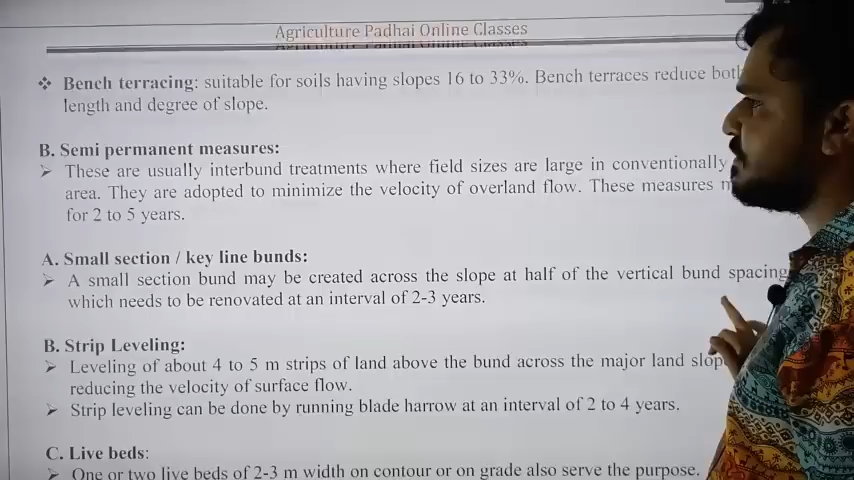 Agriculture Padhai Online Classes
❖ Bench terracing: suitable for soils having slopes 16 to 33%. Bench terraces reduce both
length and degree of slope.
B. Semi permanent measures:
➢ These are usually interbund treatments where field sizes are large in conventionally
area. They are adopted to minimize the velocity of overland flow. These measures
for 2 to 5 years.
A. Small section / key line bunds:
➢ A small section bund may be created across the slope at half of the vertical bund spacing
which needs to be renovated at an interval of 2-3 years.
B. Strip Leveling:
➢ Leveling of about 4 to 5 m strips of land above the bund across the major land
reducing the velocity of surface flow.
➢ Strip leveling can be done by running blade harrow at an interval of 2 to 4 years.
C. Live beds:
➢ One or two live beds of 2-3 m width on contour or on grade also serve the purpose.